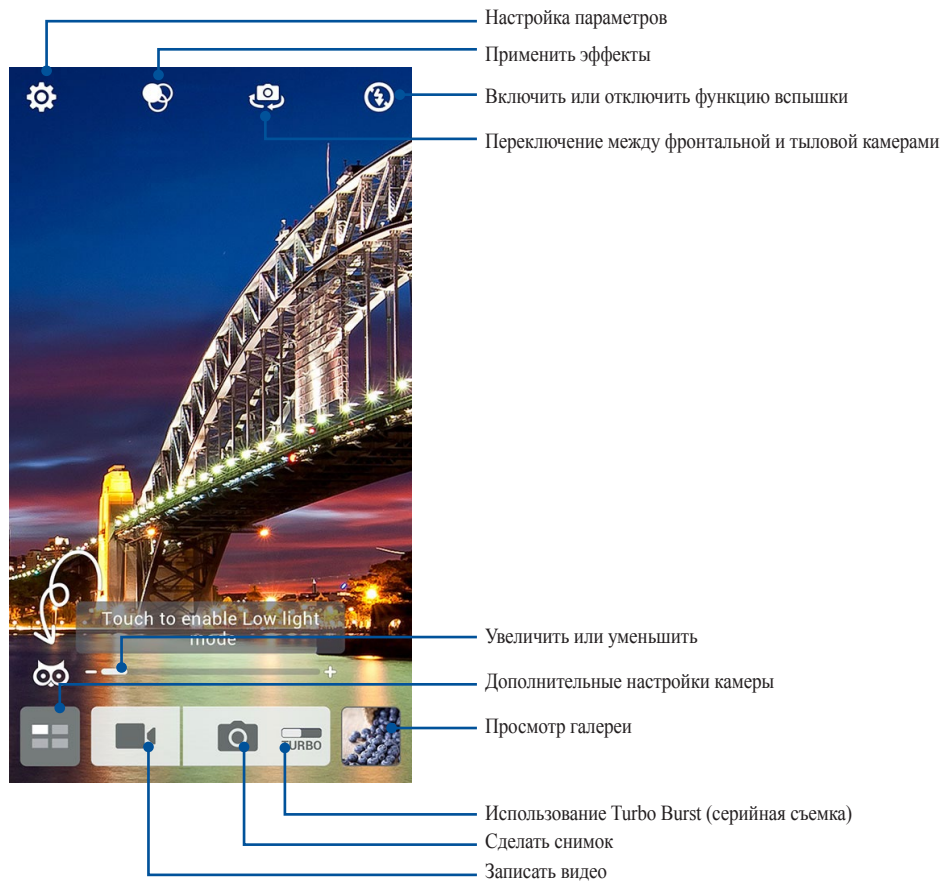 Настройка параметров
Применить эффекты
Включить или отключить функцию вспышки
Переключение между фронтальной и тыловой камерами
Touch to enable Low light
mode
Увеличить или уменьшить
Дополнительные настройки камеры
Просмотр галереи
TURBO
Использование Turbo Burst (серийная съемка)
Сделать снимок
Записать видео